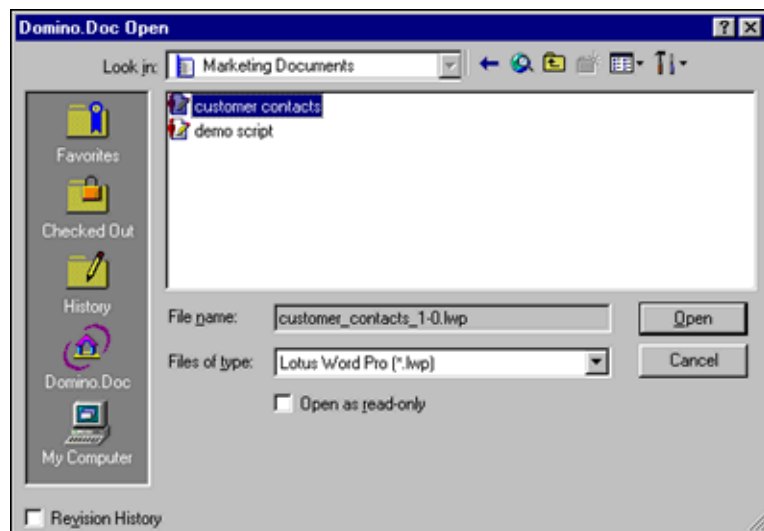 Domino.Doc Open
Look in: Marketing Documents
customer contacts
demo script
Favorites
Checked Out
History
Domino.Doc
My Computer
File name: customer_contacts_1-0.lwp Open
Files of type: Lotus Word Pro (*.lwp) Cancel
Open as read-only
Revision History